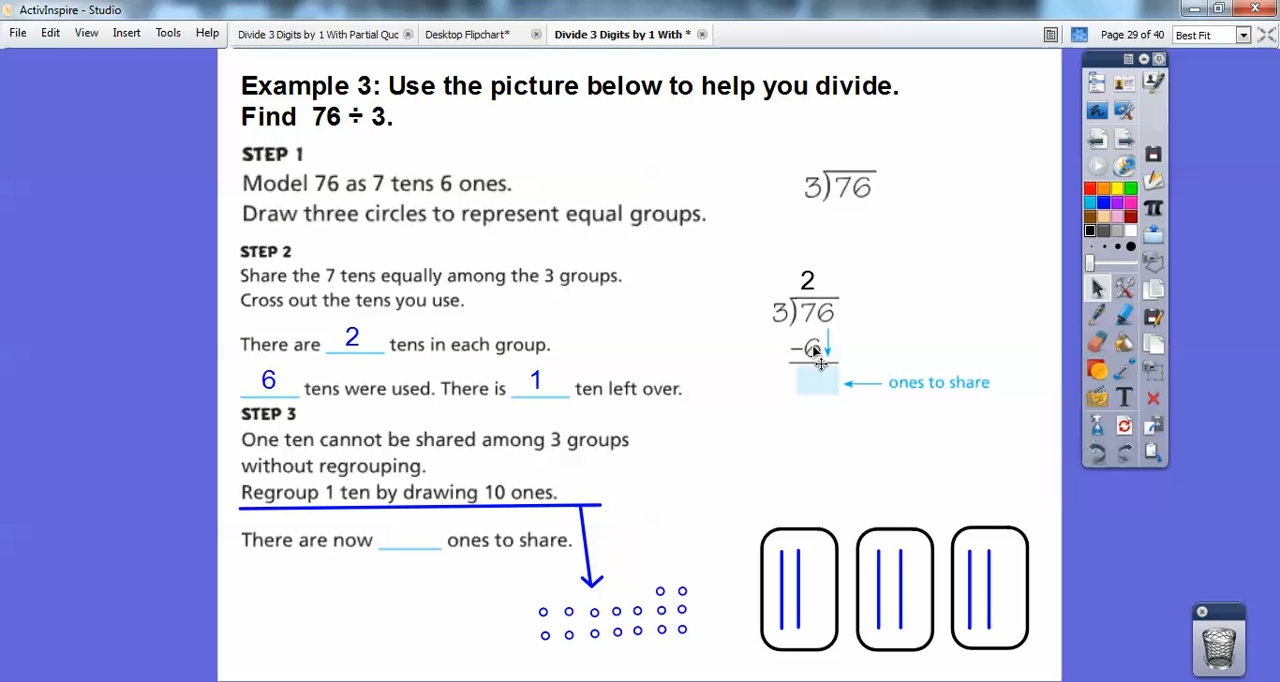 ActivInspire - Studio
File Edit View Insert Tools Help
Divide 3 Digits by 1 With Partial Quc
Desktop Flipchart*
Divide 3 Digits by 1 With *
Page 29 of 40
Best Fit
Example 3: Use the picture below to help you divide.
Find 76 ÷ 3.
STEP 1
Model 76 as 7 tens 6 ones.
Draw three circles to represent equal groups.
3)76
STEP 2
Share the 7 tens equally among the 3 groups.
Cross out the tens you use.
There are 2 tens in each group.
6 tens were used. There is 1 ten left over.
2
3)76
-6
ones to share
STEP 3
One ten cannot be shared among 3 groups
without regrouping.
Regroup 1 ten by drawing 10 ones.
There are now ______ ones to share.